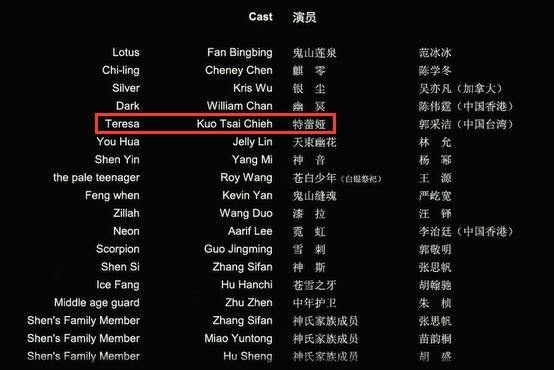 Cast 演员
Lotus Fan Bingbing 鬼山莲泉 范冰冰
Chi-ling Cheney Chen 麒 零 陈学冬
Silver Kris Wu 银 尘 吴亦凡（加拿大）
Dark William Chan 幽 冥 陈伟霆（中国香港）
Teresa Kuo Tsai Chieh 特蕾娅 郭采洁（中国台湾）
You Hua Jelly Lin 天束幽花 林 允
Shen Yin Yang Mi 神 音 杨 幂
the pale teenager Roy Wang 苍白少年（白银祭祀） 王 源
Feng when Kevin Yan 鬼山缝魂 严屹宽
Zillah Wang Duo 漆 拉 汪 铎
Neon Aarif Lee 霓 虹 李治廷（中国香港）
Scorpion Guo Jingming 雪 刺 郭敬明
Shen Si Zhang Sifan 神 斯 张思帆
Ice Fang Hu Hanchi 苍雪之牙 胡翰驰
Middle age guard Zhu Zhen 中年护卫 朱 桢
Shen's Family Member Zhang Sifan 神氏家族成员 张思帆
Shen's Family Member Miao Yuntong 神氏家族成员 苗韵桐
Shen's Family Member Hu Sheng 神氏家族成员 胡 盛